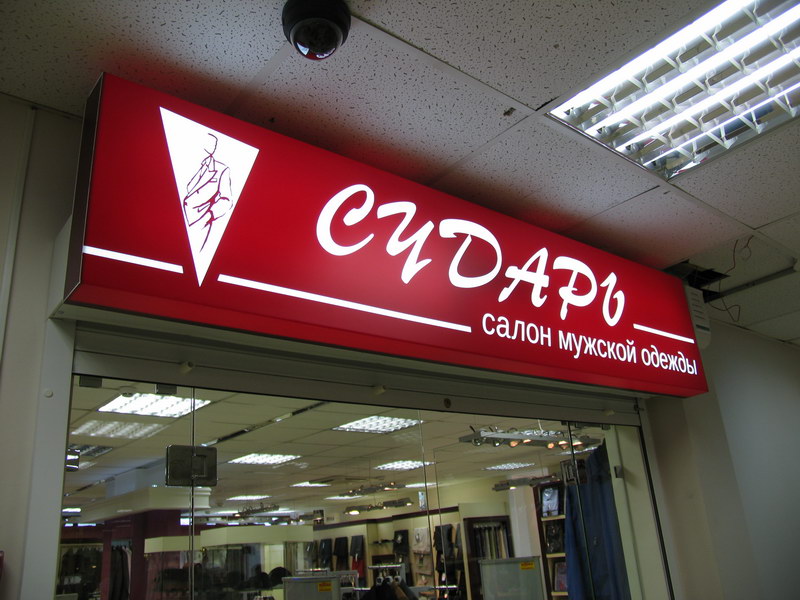 Сударь
салон мужской одежды